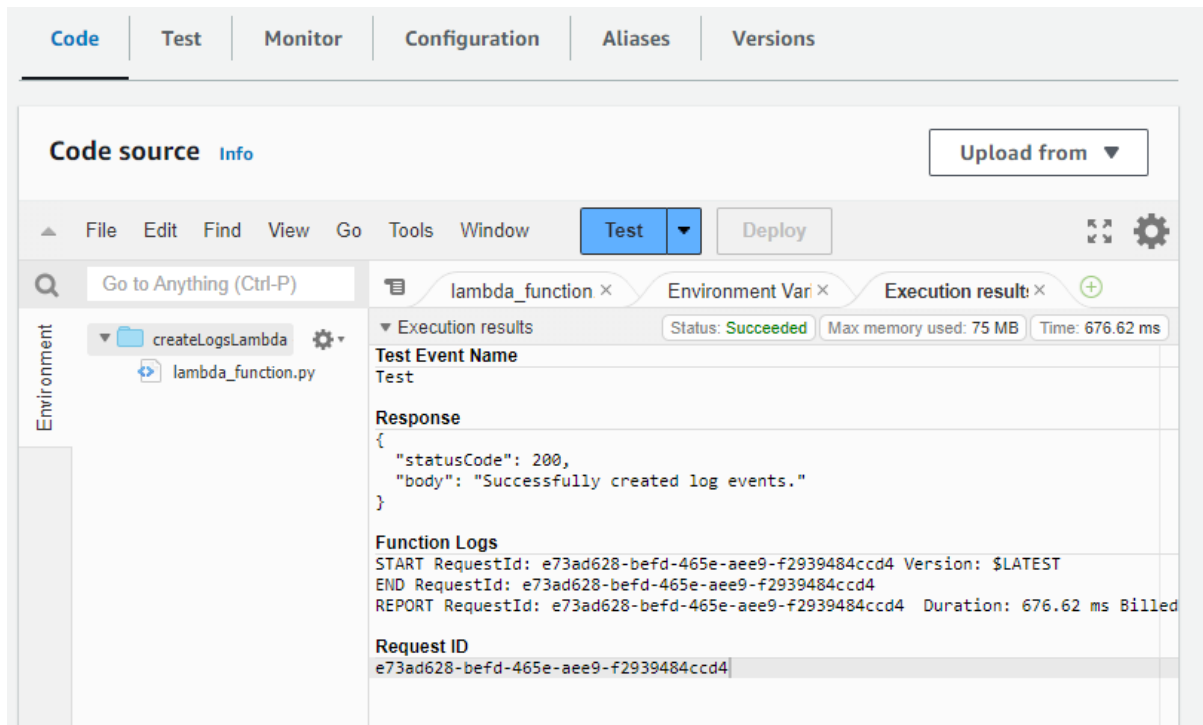 Code Test Monitor Configuration Aliases Versions
Code source Info Upload from
File Edit Find View Go Tools Window Test Deploy
Go to Anything (Ctrl-P) lambda_function Environment Vari Execution results
Execution results Status: Succeeded Max memory used: 75 MB Time: 676.62 ms
Environment
createLogsLambda
lambda_function.py
Test Event Name
Test
Response
{
"statusCode": 200,
"body": "Successfully created log events."
}
Function Logs
START RequestId: e73ad628-befd-465e-aee9-f2939484ccd4 Version: $LATEST
END RequestId: e73ad628-befd-465e-aee9-f2939484ccd4
REPORT RequestId: e73ad628-befd-465e-aee9-f2939484ccd4 Duration: 676.62 ms Billed
Request ID
e73ad628-befd-465e-aee9-f2939484ccd4